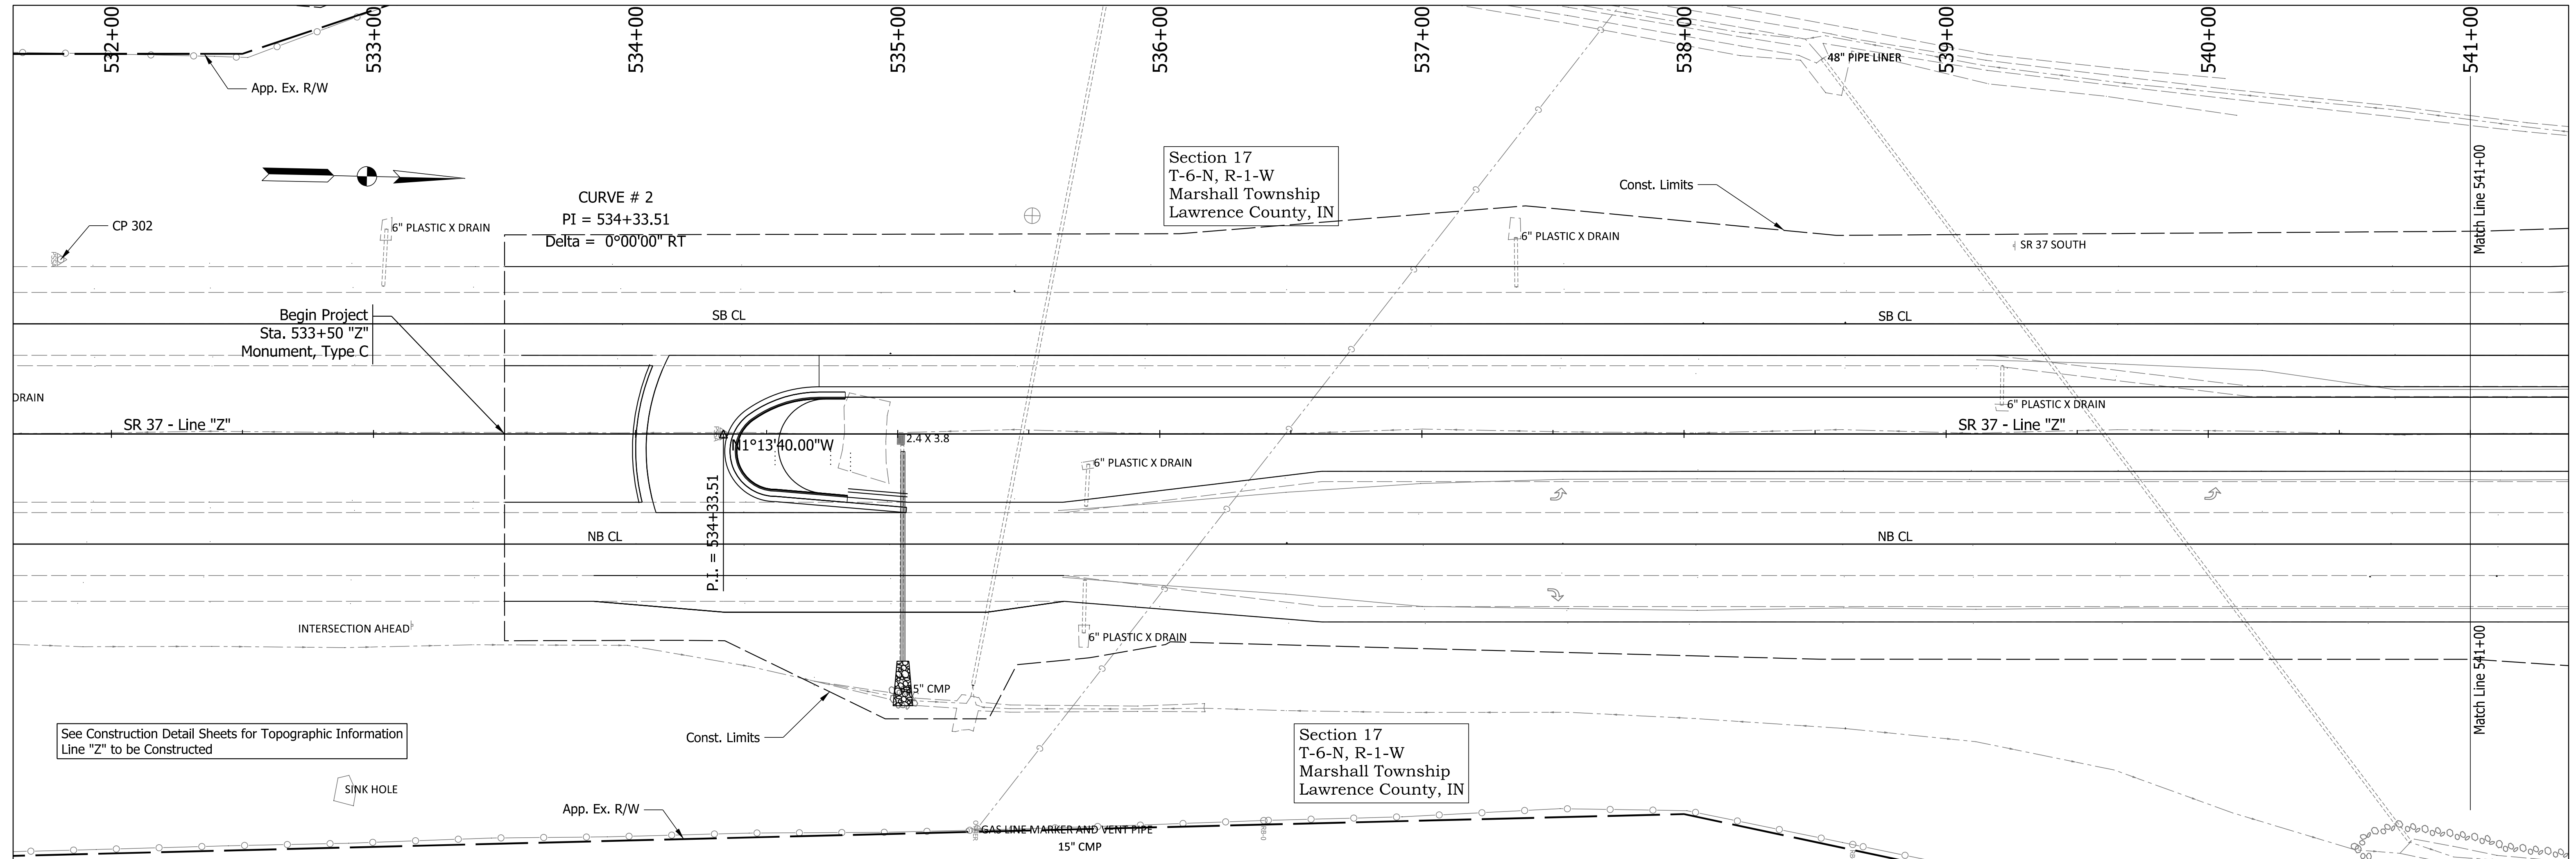 532+00
533+00
534+00
535+00
536+00
537+00
538+00
539+00
540+00
541+00
App. Ex. R/W
48" PIPE LINER
Section 17
T-6-N, R-1-W
Marshall Township
Lawrence County, IN
Match Line 541+00
Const. Limits
CURVE # 2
PI = 534+33.51
Delta = 0°00'00" RT
CP 302
6" PLASTIC X DRAIN
6" PLASTIC X DRAIN
SR 37 SOUTH
Begin Project
Sta. 533+50 "Z"
Monument, Type C
SB CL
SB CL
DRAIN
6" PLASTIC X DRAIN
SR 37 - Line "Z"
SR 37 - Line "Z"
N1°13'40.00"W
2.4 X 3.8
6" PLASTIC X DRAIN
P.I. = 534+33.51
NB CL
NB CL
INTERSECTION AHEAD
6" PLASTIC X DRAIN
Match Line 541+00
15" CMP
See Construction Detail Sheets for Topographic Information
Line "Z" to be Constructed
Const. Limits
Section 17
T-6-N, R-1-W
Marshall Township
Lawrence County, IN
SINK HOLE
App. Ex. R/W
GAS LINE MARKER AND VENT PIPE
15" CMP